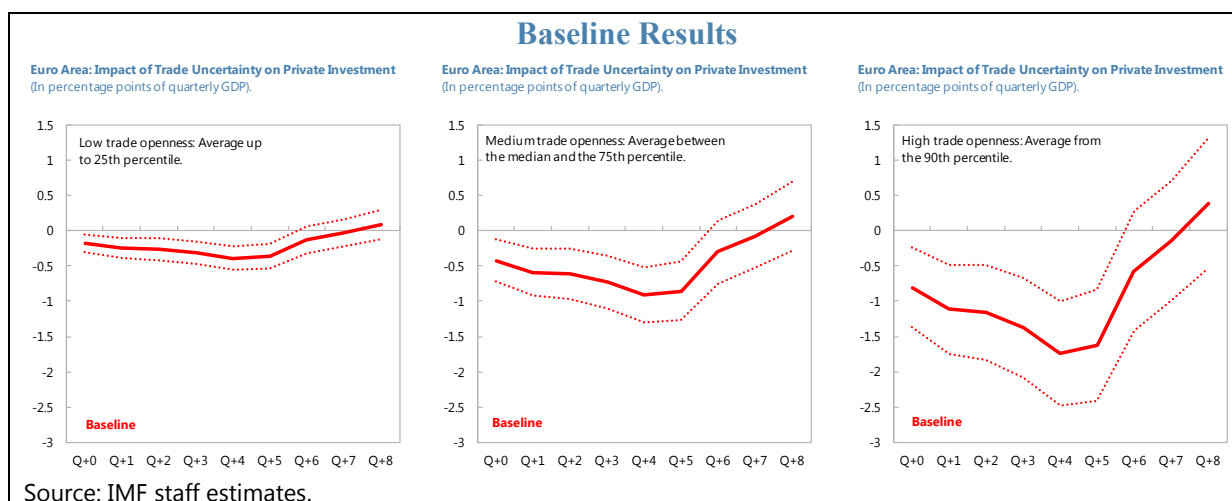 Baseline Results
Euro Area: Impact of Trade Uncertainty on Private Investment
(In percentage points of quarterly GDP).
1.5
1
0.5
0
-0.5
-1
-1.5
-2
-2.5
-3
Low trade openness: Average up
to 25th percentile.
Baseline
Q+0 Q+1 Q+2 Q+3 Q+4 Q+5 Q+6 Q+7 Q+8
Euro Area: Impact of Trade Uncertainty on Private Investment
(In percentage points of quarterly GDP).
1.5
1
0.5
0
-0.5
-1
-1.5
-2
-2.5
-3
Medium trade openness: Average between
the median and the 75th percentile.
Baseline
Q+0 Q+1 Q+2 Q+3 Q+4 Q+5 Q+6 Q+7 Q+8
Euro Area: Impact of Trade Uncertainty on Private Investment
(In percentage points of quarterly GDP).
1.5
1
0.5
0
-0.5
-1
-1.5
-2
-2.5
-3
High trade openness: Average from
the 90th percentile.
Baseline
Q+0 Q+1 Q+2 Q+3 Q+4 Q+5 Q+6 Q+7 Q+8
Source: IMF staff estimates.